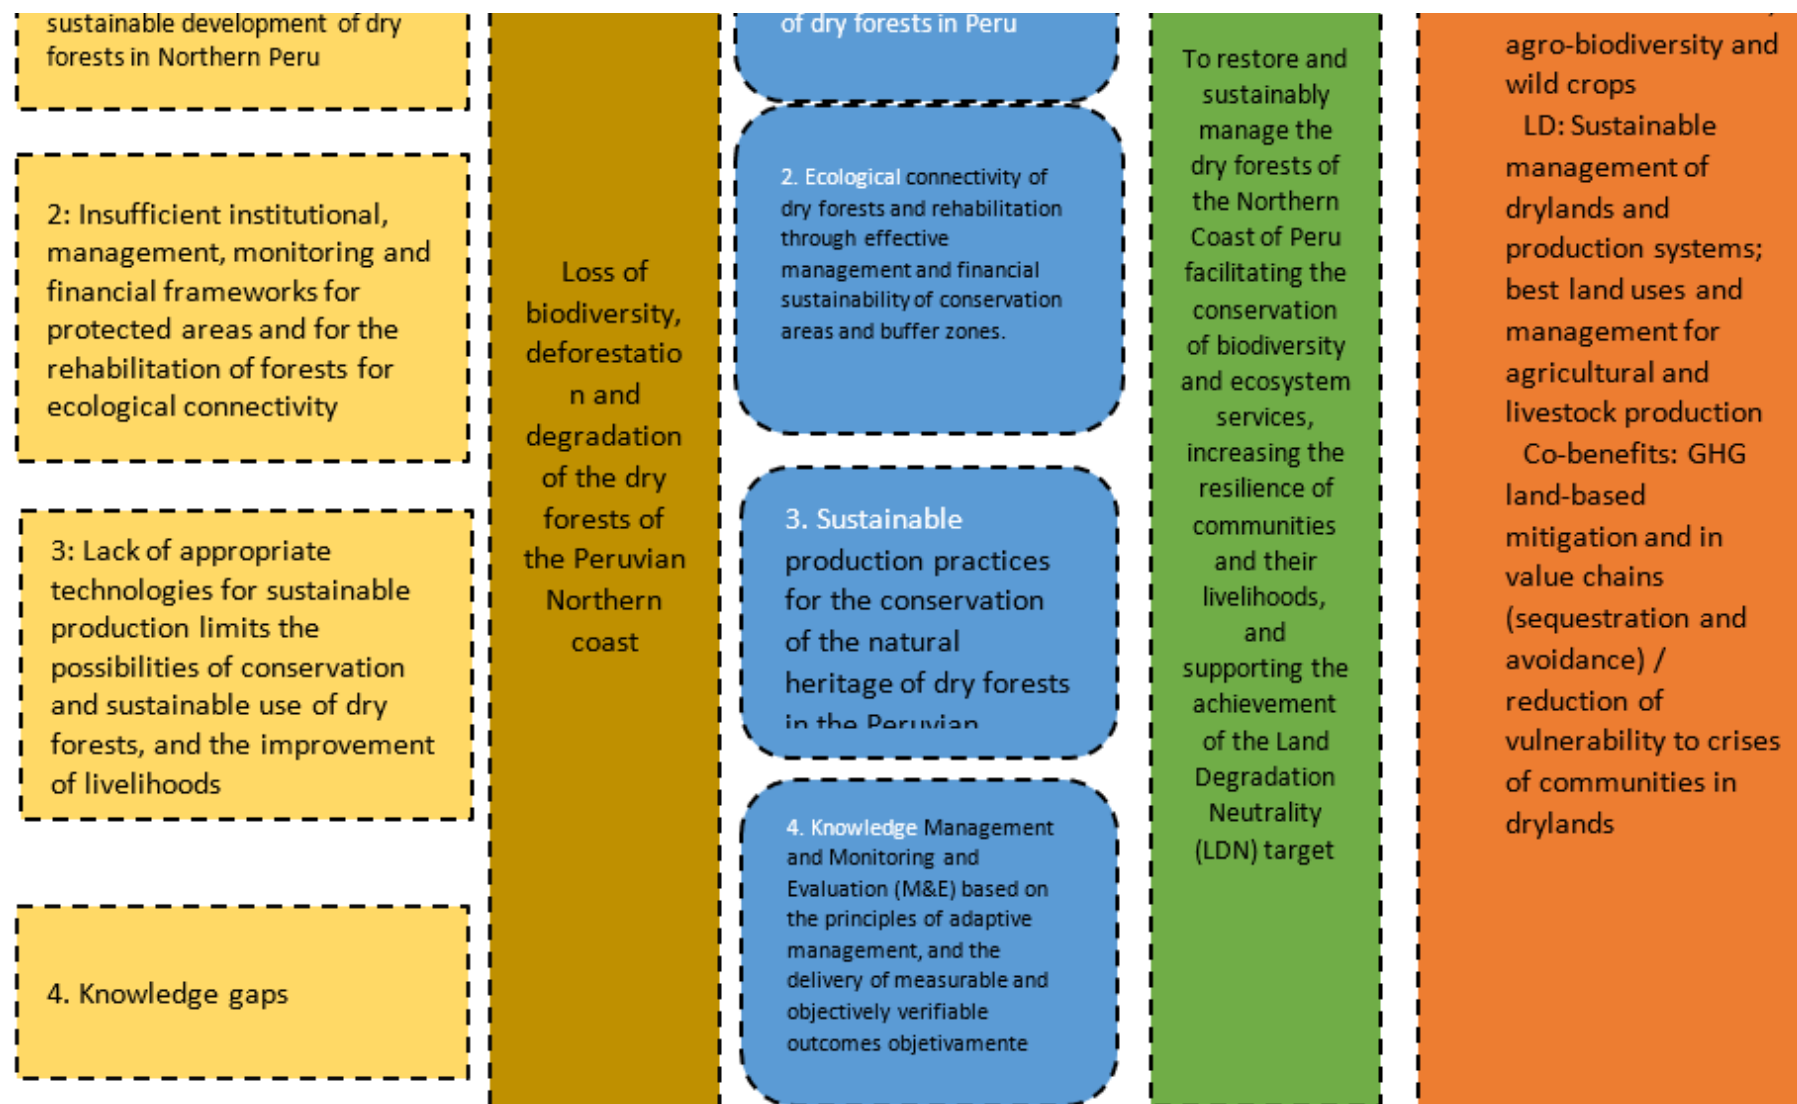 sustainable development of dry
forests in Northern Peru
2: Insufficient institutional,
management, monitoring and
financial frameworks for
protected areas and for the
rehabilitation of forests for
ecological connectivity
3: Lack of appropriate
technologies for sustainable
production limits the
possibilities of conservation
and sustainable use of dry
forests, and the improvement
of livelihoods
4. Knowledge gaps
Loss of
biodiversity,
deforestatio
n and
degradation
of the dry
forests of
the Peruvian
Northern
coast
of dry forests in Peru
2. Ecological connectivity of
dry forests and rehabilitation
through effective
management and financial
sustainability of conservation
areas and buffer zones.
3. Sustainable
production practices
for the conservation
of the natural
heritage of dry forests
in the Peruvian
4. Knowledge Management
and Monitoring and
Evaluation (M&E) based on
the principles of adaptive
management, and the
delivery of measurable and
objectively verifiable
outcomes objetivamente
To restore and
sustainably
manage the
dry forests of
the Northern
Coast of Peru
facilitating the
conservation
of biodiversity
and ecosystem
services,
increasing the
resilience of
communities
and their
livelihoods,
and
supporting the
achievement
of the Land
Degradation
Neutrality
(LDN) target
agro-biodiversity and
wild crops
LD: Sustainable
management of
drylands and
production systems;
best land uses and
management for
agricultural and
livestock production
Co-benefits: GHG
land-based
mitigation and in
value chains
(sequestration and
avoidance) /
reduction of
vulnerability to crises
of communities in
drylands